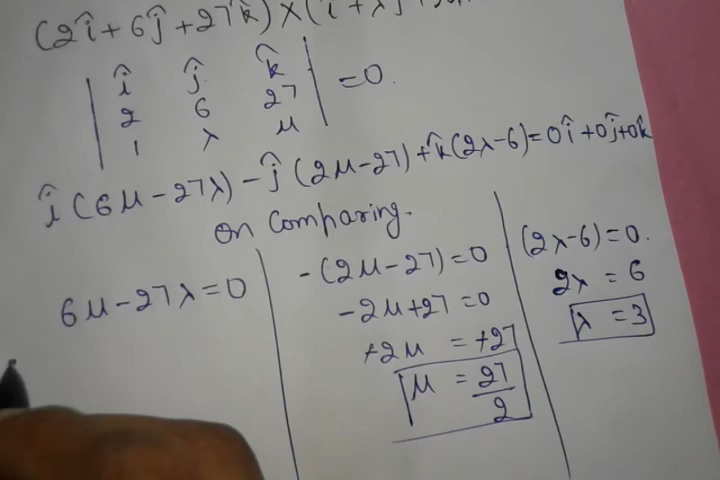 (2î+6ĵ+27k̂)×(î+λĵ
| î ĵ k̂ |
| 2 6 27 | =0.
| 1 λ μ |
î(6μ-27λ)-ĵ(2μ-27)+k̂(2λ-6)=0î+0ĵ+0k̂
on comparing.
6μ-27λ=0
-(2μ-27)=0
-2μ+27=0
+2μ = +27
μ = 27/2
(2λ-6)=0.
2λ = 6
λ = 3